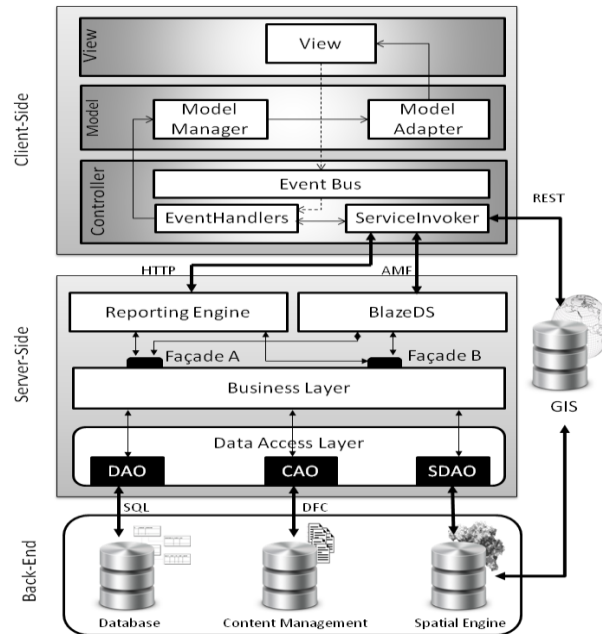 Client-Side
View
View
Model
Model
Manager
Model
Adapter
Controller
Event Bus
EventHandlers
ServiceInvoker
REST
HTTP
AMF
Server-Side
Reporting Engine
BlazeDS
Façade A
Façade B
Business Layer
GIS
Data Access Layer
DAO
CAO
SDAO
SQL
DFC
Back-End
Database
Content Management
Spatial Engine